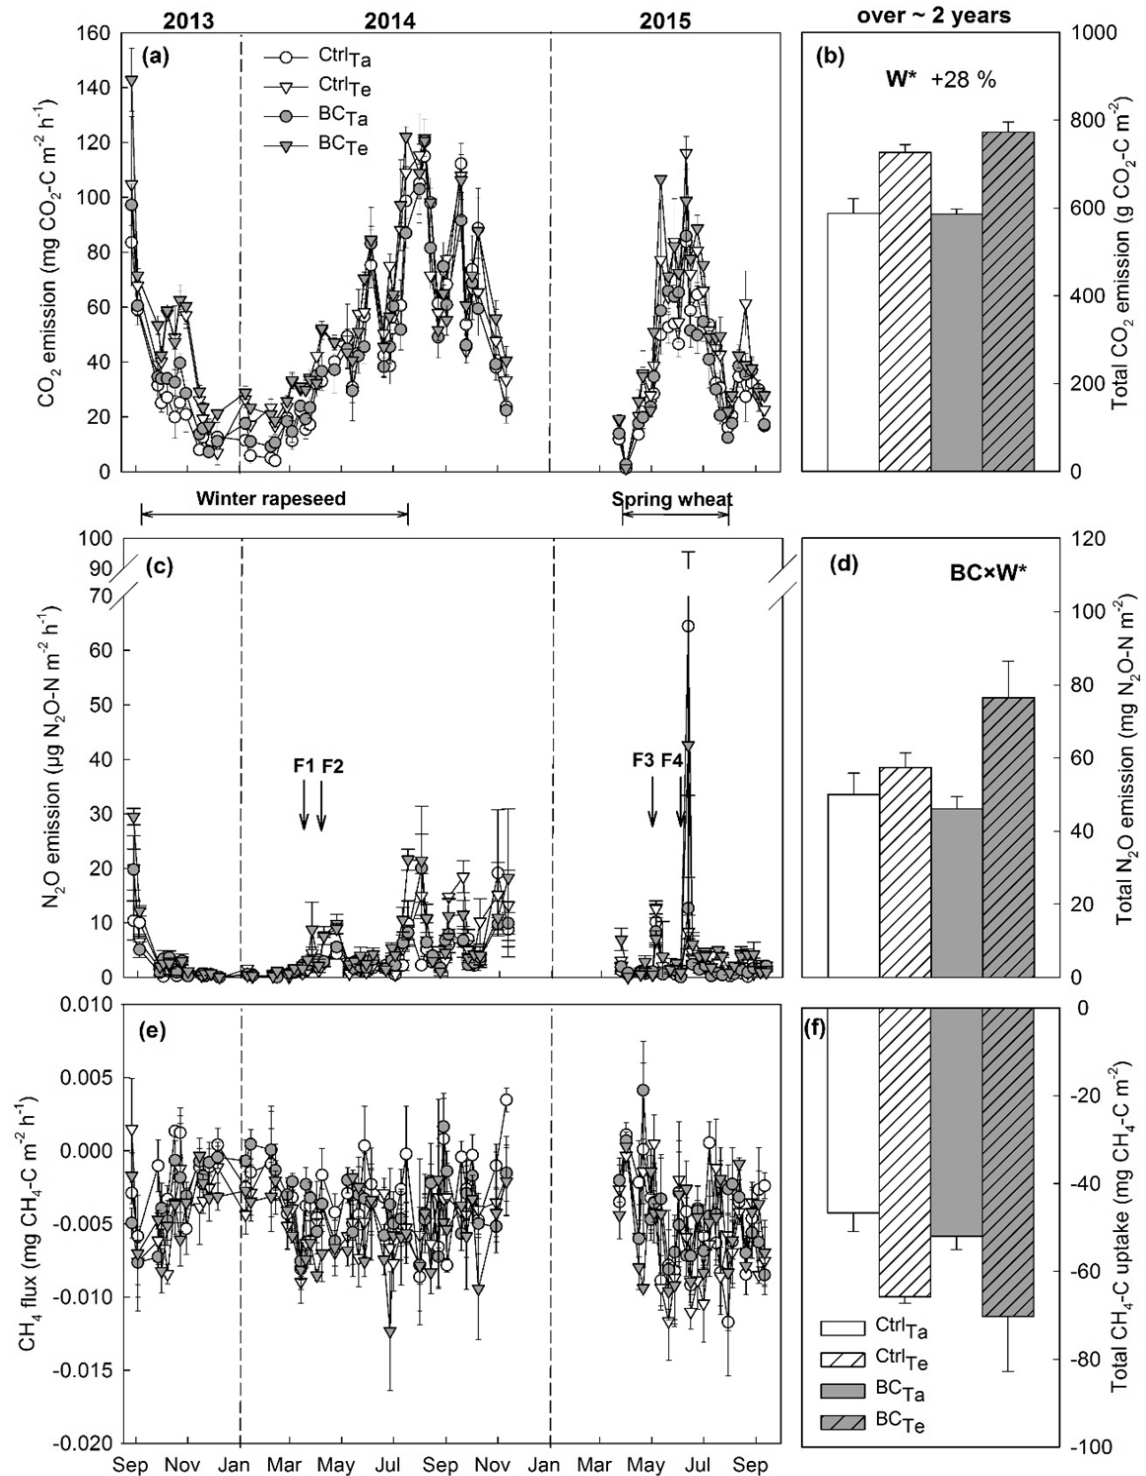 2013 2014 2015 over ~ 2 years
(a)
CO2 emission (mg CO2-C m-2 h-1)
160
140
120
100
80
60
40
20
0
CtrlTa
CtrlTe
BCTa
BCTe
(b)
W* +28 %
1000
800
600
400
200
0
Total CO2 emission (g CO2-C m-2)
Winter rapeseed
Spring wheat
(c)
N2O emission (µg N2O-N m-2 h-1)
100
90
70
60
50
40
30
20
10
0
F1 F2
F3 F4
(d)
BC×W*
120
100
80
60
40
20
0
Total N2O emission (mg N2O-N m-2)
(e)
CH4 flux (mg CH4-C m-2 h-1)
0.010
0.005
0.000
-0.005
-0.010
-0.015
-0.020
Sep Nov Jan Mar May Jul Sep Nov Jan Mar May Jul Sep
(f)
0
-20
-40
-60
-80
-100
Total CH4-C uptake (mg CH4-C m-2)
CtrlTa
CtrlTe
BCTa
BCTe